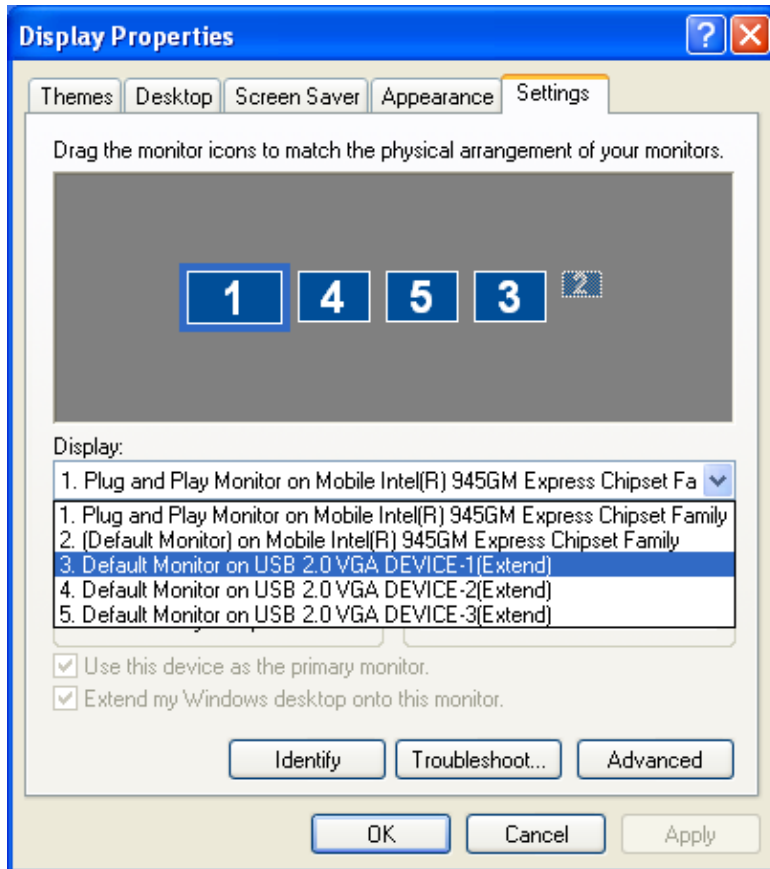 Display Properties
?
Themes Desktop Screen Saver Appearance Settings
Drag the monitor icons to match the physical arrangement of your monitors.
1 4 5 3 2
Display:
1. Plug and Play Monitor on Mobile Intel(R) 945GM Express Chipset Fa
1. Plug and Play Monitor on Mobile Intel(R) 945GM Express Chipset Family
2. (Default Monitor) on Mobile Intel(R) 945GM Express Chipset Family
3. Default Monitor on USB 2.0 VGA DEVICE-1(Extend)
4. Default Monitor on USB 2.0 VGA DEVICE-2(Extend)
5. Default Monitor on USB 2.0 VGA DEVICE-3(Extend)
Use this device as the primary monitor.
Extend my Windows desktop onto this monitor.
Identify Troubleshoot... Advanced
OK Cancel Apply